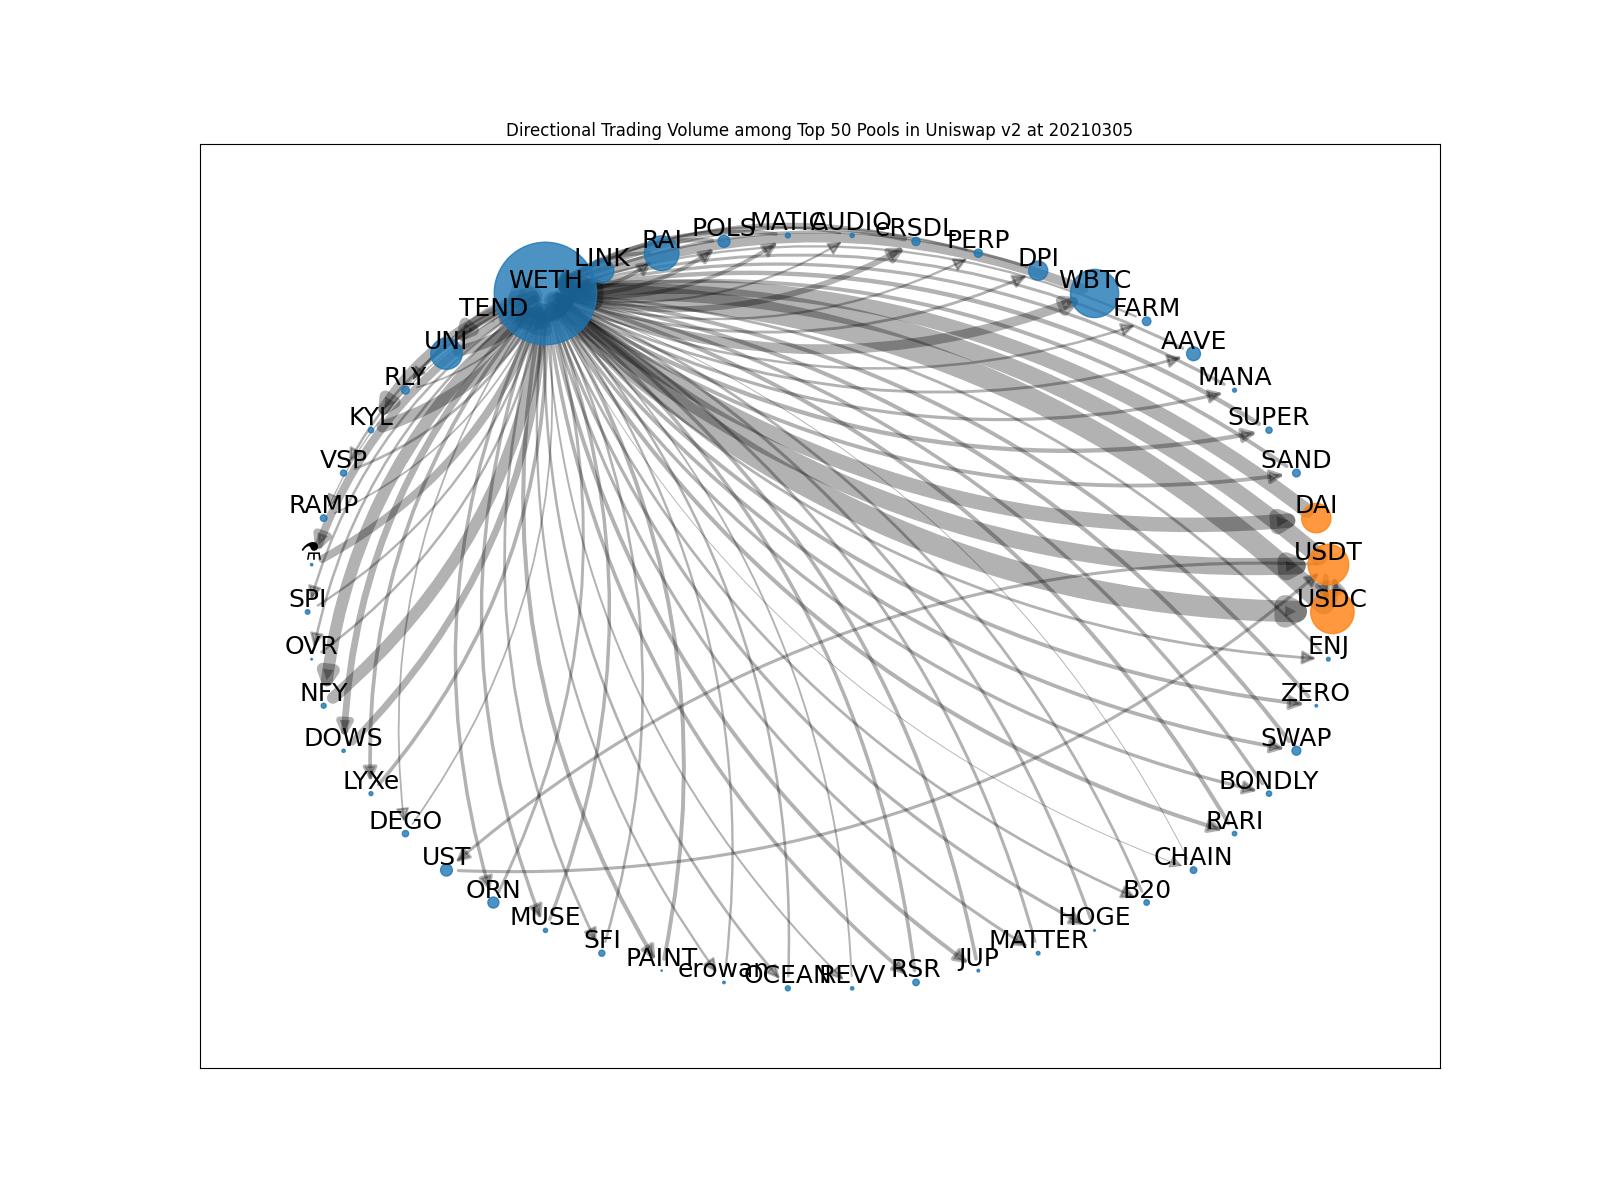 Directional Trading Volume among Top 50 Pools in Uniswap v2 at 20210305
MATIC
AUDIO
POLS
cRSDL
RAI
PERP
LINK
DPI
WETH
WBTC
TEND
FARM
UNI
AAVE
RLY
MANA
KYL
SUPER
VSP
SAND
RAMP
DAI
⚗
USDT
SPI
USDC
OVR
ENJ
NFY
ZERO
DOWS
SWAP
LYXe
BONDLY
DEGO
RARI
UST
CHAIN
ORN
B20
MUSE
HOGE
SFI
MATTER
PAINT
JUP
erowan
OCEAN
REVV
RSR